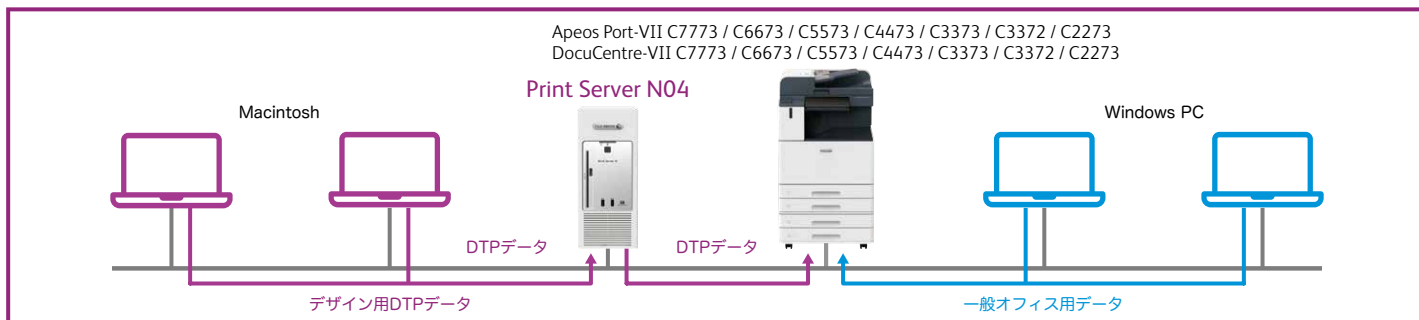 Apeos Port-VII C7773 / C6673 / C5573 / C4473 / C3373 / C3372 / C2273
DocuCentre-VII C7773 / C6673 / C5573 / C4473 / C3373 / C3372 / C2273
Print Server N04
Macintosh
Windows PC
DTPデータ
DTPデータ
デザイン用DTPデータ
一般オフィス用データ